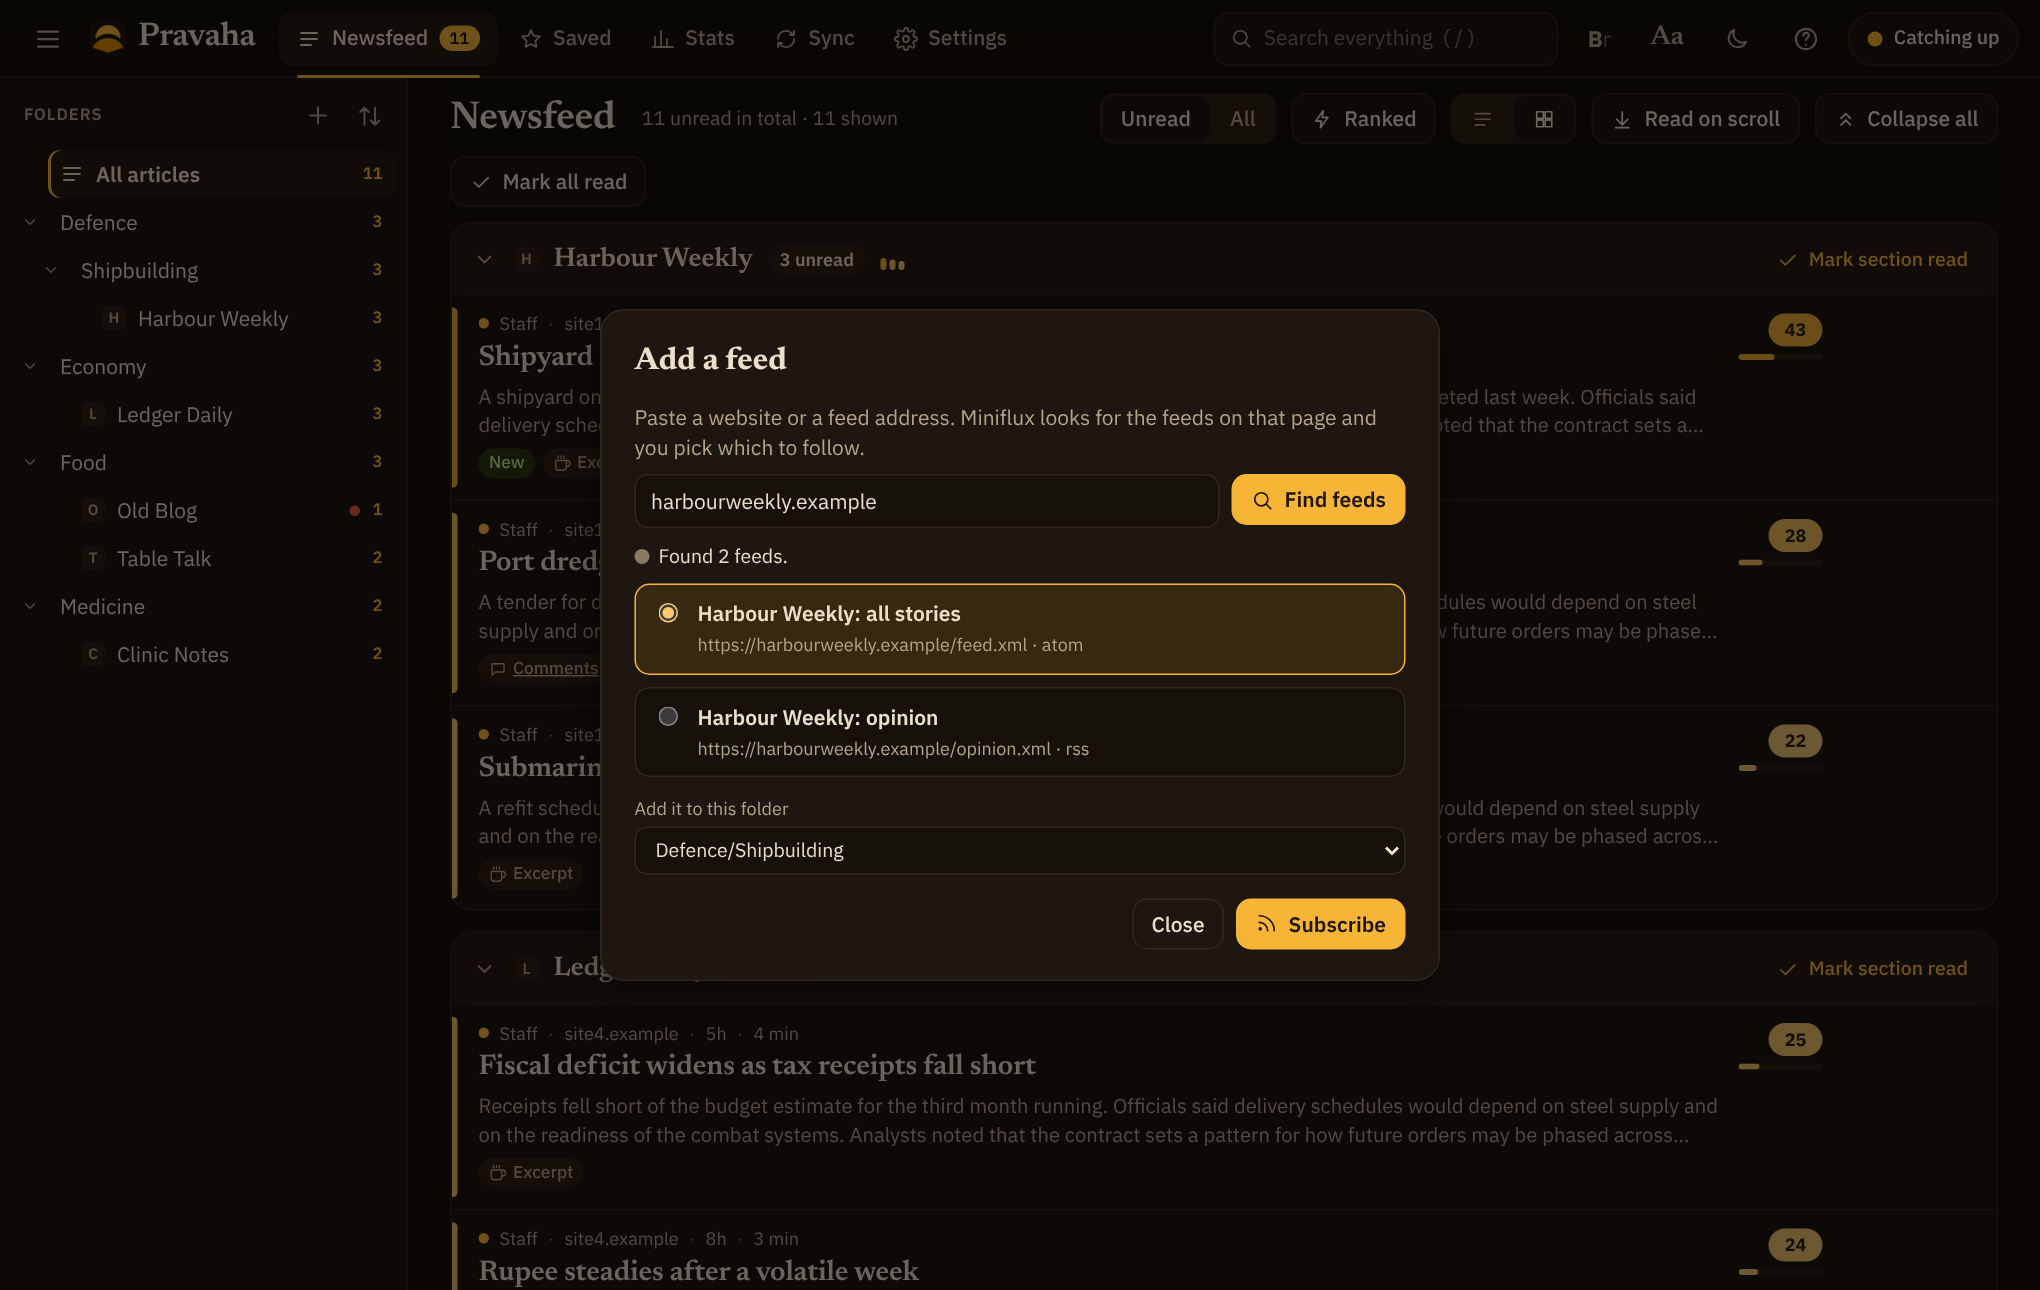 Pravaha
Newsfeed 11
Saved
Stats
Sync
Settings
Search everything ( / )
Br
Aa
Catching up
FOLDERS
All articles 11
Defence 3
Shipbuilding 3
H Harbour Weekly 3
Economy 3
L Ledger Daily 3
Food 3
O Old Blog 1
T Table Talk 2
Medicine 2
C Clinic Notes 2
Newsfeed
11 unread in total · 11 shown
Unread All
Ranked
Read on scroll
Collapse all
Mark all read
H Harbour Weekly 3 unread
Mark section read
Staff · site1
43
Shipyard
A shipyard on
eted last week. Officials said
delivery sche
oted that the contract sets a...
New Exc
Staff · site1
28
Port dred
A tender for d
dules would depend on steel
supply and or
w future orders may be phase...
Comments
Staff · site1
22
Submarin
A refit schedu
would depend on steel supply
and on the rea
orders may be phased acros...
Excerpt
Add a feed
Paste a website or a feed address. Miniflux looks for the feeds on that page and
you pick which to follow.
harbourweekly.example
Find feeds
Found 2 feeds.
Harbour Weekly: all stories
https://harbourweekly.example/feed.xml · atom
Harbour Weekly: opinion
https://harbourweekly.example/opinion.xml · rss
Add it to this folder
Defence/Shipbuilding
Close
Subscribe
L Ledg
Mark section read
Staff · site4.example · 5h · 4 min
25
Fiscal deficit widens as tax receipts fall short
Receipts fell short of the budget estimate for the third month running. Officials said delivery schedules would depend on steel supply and
on the readiness of the combat systems. Analysts noted that the contract sets a pattern for how future orders may be phased across...
Excerpt
Staff · site4.example · 8h · 3 min
24
Rupee steadies after a volatile week